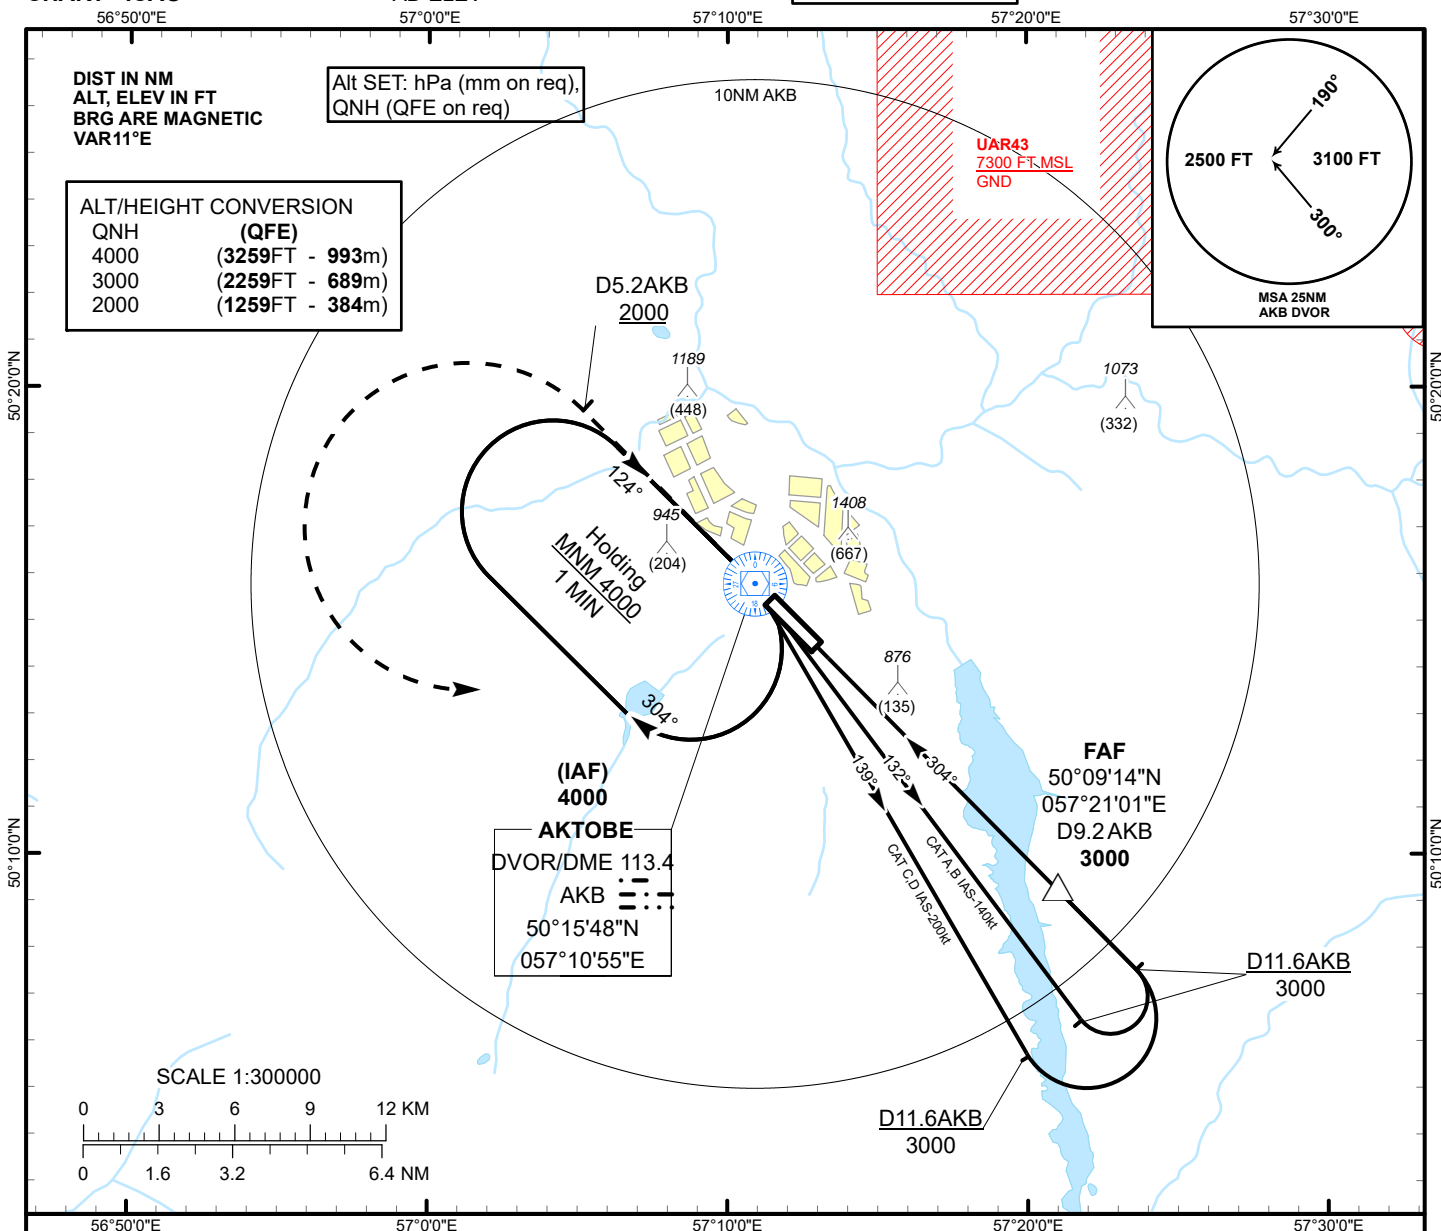 56°50'0"E
57°0'0"E
57°10'0"E
57°20'0"E
57°30'0"E
DIST IN NM
ALT, ELEV IN FT
BRG ARE MAGNETIC
VAR11°E
Alt SET: hPa (mm on req),
QNH (QFE on req)
10NM AKB
UAR43
7300 FT MSL
GND
190°
2500 FT
3100 FT
300°
MSA 25NM
AKB DVOR
ALT/HEIGHT CONVERSION
QNH (QFE)
4000 (3259FT - 993m)
3000 (2259FT - 689m)
2000 (1259FT - 384m)
D5.2AKB
2000
1189
(448)
1073
(332)
50°20'0"N
50°20'0"N
124°
945
(204)
1408
(667)
Holding
MNM 4000
1 MIN
304°
876
(135)
139°
132°
304°
CAT C,D IAS-200kt
CAT A,B IAS-140kt
FAF
50°09'14"N
057°21'01"E
D9.2 AKB
3000
(IAF)
4000
AKTOBE
DVOR/DME 113.4
AKB
50°15'48"N
057°10'55"E
50°10'0"N
50°10'0"N
D11.6AKB
3000
D11.6AKB
3000
SCALE 1:300000
0 3 6 9 12 KM
0 1.6 3.2 6.4 NM
56°50'0"E
57°0'0"E
57°10'0"E
57°20'0"E
57°30'0"E